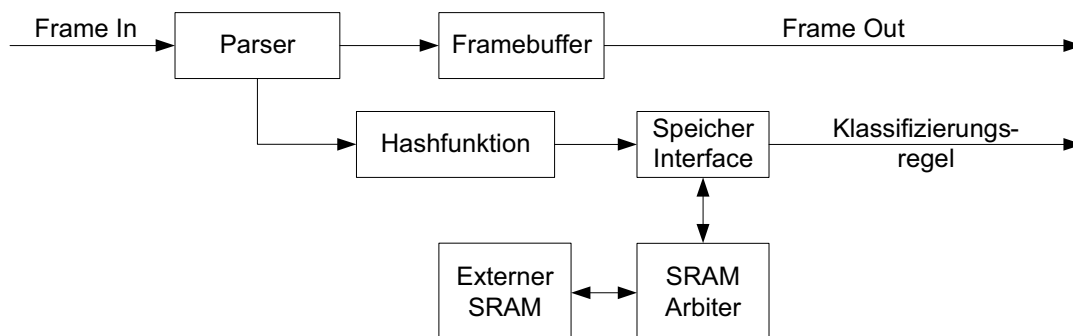 Frame In
Parser
Framebuffer
Frame Out
Hashfunktion
Speicher
Interface
Klassifizierungs-
regel
Externer
SRAM
SRAM
Arbiter